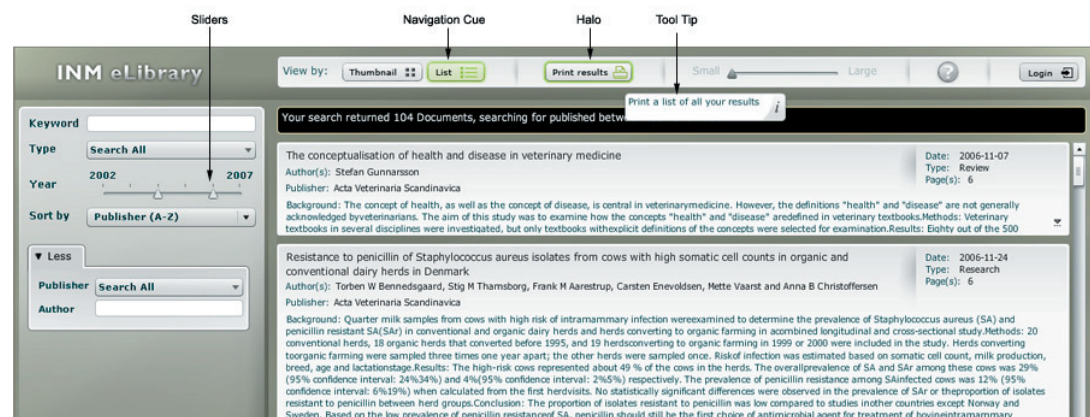 Sliders Navigation Cue Halo Tool Tip
INM eLibrary
View by: Thumbnail List Print results Small Large ? Login
Print a list of all your results i
Your search returned 104 Documents, searching for published betw
Keyword
Type Search All
2002 2007
Year
Sort by Publisher (A-Z)
▼ Less
Publisher Search All
Author
The conceptualisation of health and disease in veterinary medicine
Author(s): Stefan Gunnarsson
Publisher: Acta Veterinaria Scandinavica
Date: 2006-11-07
Type: Review
Page(s): 6
Background: The concept of health, as well as the concept of disease, is central in veterinarymedicine. However, the definitions "health" and "disease" are not generally
acknowledged byveterinarians. The aim of this study was to examine how the concepts "health" and "disease" aredefined in veterinary textbooks.Methods: Veterinary
textbooks in several disciplines were investigated, but only textbooks withexplicit definitions of the concepts were selected for examination.Results: Eighty out of the 500
Resistance to penicillin of Staphylococcus aureus isolates from cows with high somatic cell counts in organic and
conventional dairy herds in Denmark
Author(s): Torben W Bennedsgaard, Stig M Thamsborg, Frank M Aarestrup, Carsten Enevoldsen, Mette Vaarst and Anna B Christoffersen
Publisher: Acta Veterinaria Scandinavica
Date: 2006-11-24
Type: Research
Page(s): 6
Background: Quarter milk samples from cows with high risk of intramammary infection wereexamined to determine the prevalence of Staphylococcus aureus (SA) and
penicillin resistant SA(SAr) in conventional and organic dairy herds and herds converting to organic farming in acombined longitudinal and cross-sectional study.Methods: 20
conventional herds, 18 organic herds that converted before 1995, and 19 herdsconverting to organic farming in 1999 or 2000 were included in the study. Herds converting
toorganic farming were sampled three times one year apart; the other herds were sampled once. Riskof infection was estimated based on somatic cell count, milk production,
breed, age and lactationstage.Results: The high-risk cows represented about 49 % of the cows in the herds. The overallprevalence of SA and SAr among these cows was 29%
(95% confidence interval: 24%34%) and 4%(95% confidence interval: 2%5%) respectively. The prevalence of penicillin resistance among SAinfected cows was 12% (95%
confidence interval: 6%19%) when calculated from the first herdvisits. No statistically significant differences were observed in the prevalence of SAr or theproportion of isolates
resistant to penicillin between herd groups.Conclusion: The proportion of isolates resistant to penicillin was low compared to studies inother countries except Norway and
Sweden. Based on the low prevalence of penicillin resistanceof SA, penicillin should still be the first choice of antimicrobial agent for treatment of bovineintramammary